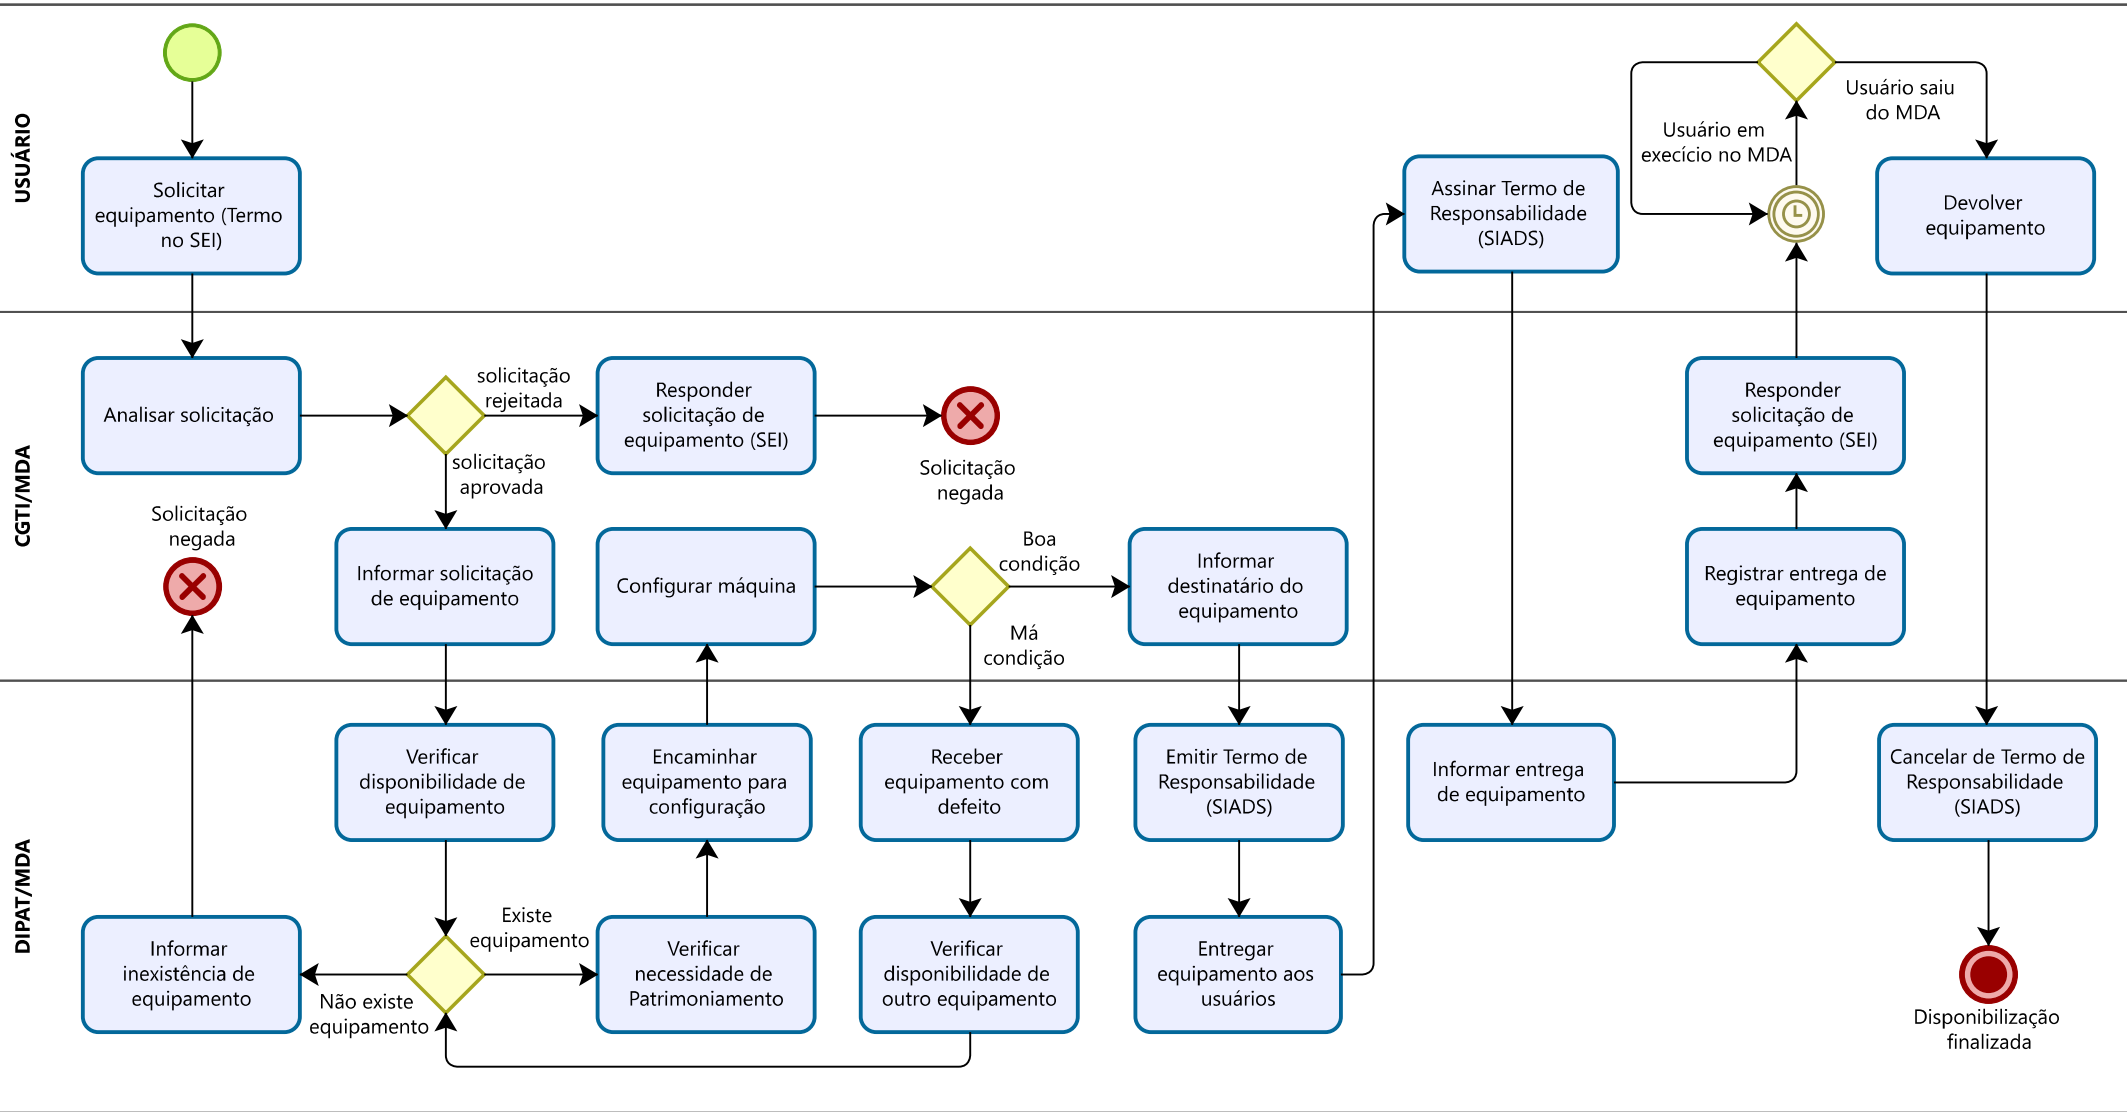 USUÁRIO
Solicitar
equipamento (Termo
no SEI)
Assinar Termo de
Responsabilidade
(SIADS)
Usuário em
execício no MDA
Usuário saiu
do MDA
Devolver
equipamento
CGTI/MDA
Analisar solicitação
solicitação
rejeitada
solicitação
aprovada
Responder
solicitação de
equipamento (SEI)
Solicitação
negada
Solicitação
negada
Informar solicitação
de equipamento
Configurar máquina
Boa
condição
Má
condição
Informar
destinatário do
equipamento
Responder
solicitação de
equipamento (SEI)
Registrar entrega de
equipamento
DIPAT/MDA
Verificar
disponibilidade de
equipamento
Encaminhar
equipamento para
configuração
Receber
equipamento com
defeito
Emitir Termo de
Responsabilidade
(SIADS)
Informar entrega
de equipamento
Cancelar de Termo de
Responsabilidade
(SIADS)
Informar
inexistência de
equipamento
Não existe
equipamento
Existe
equipamento
Verificar
necessidade de
Patrimoniamento
Verificar
disponibilidade de
outro equipamento
Entregar
equipamento aos
usuários
Disponibilização
finalizada